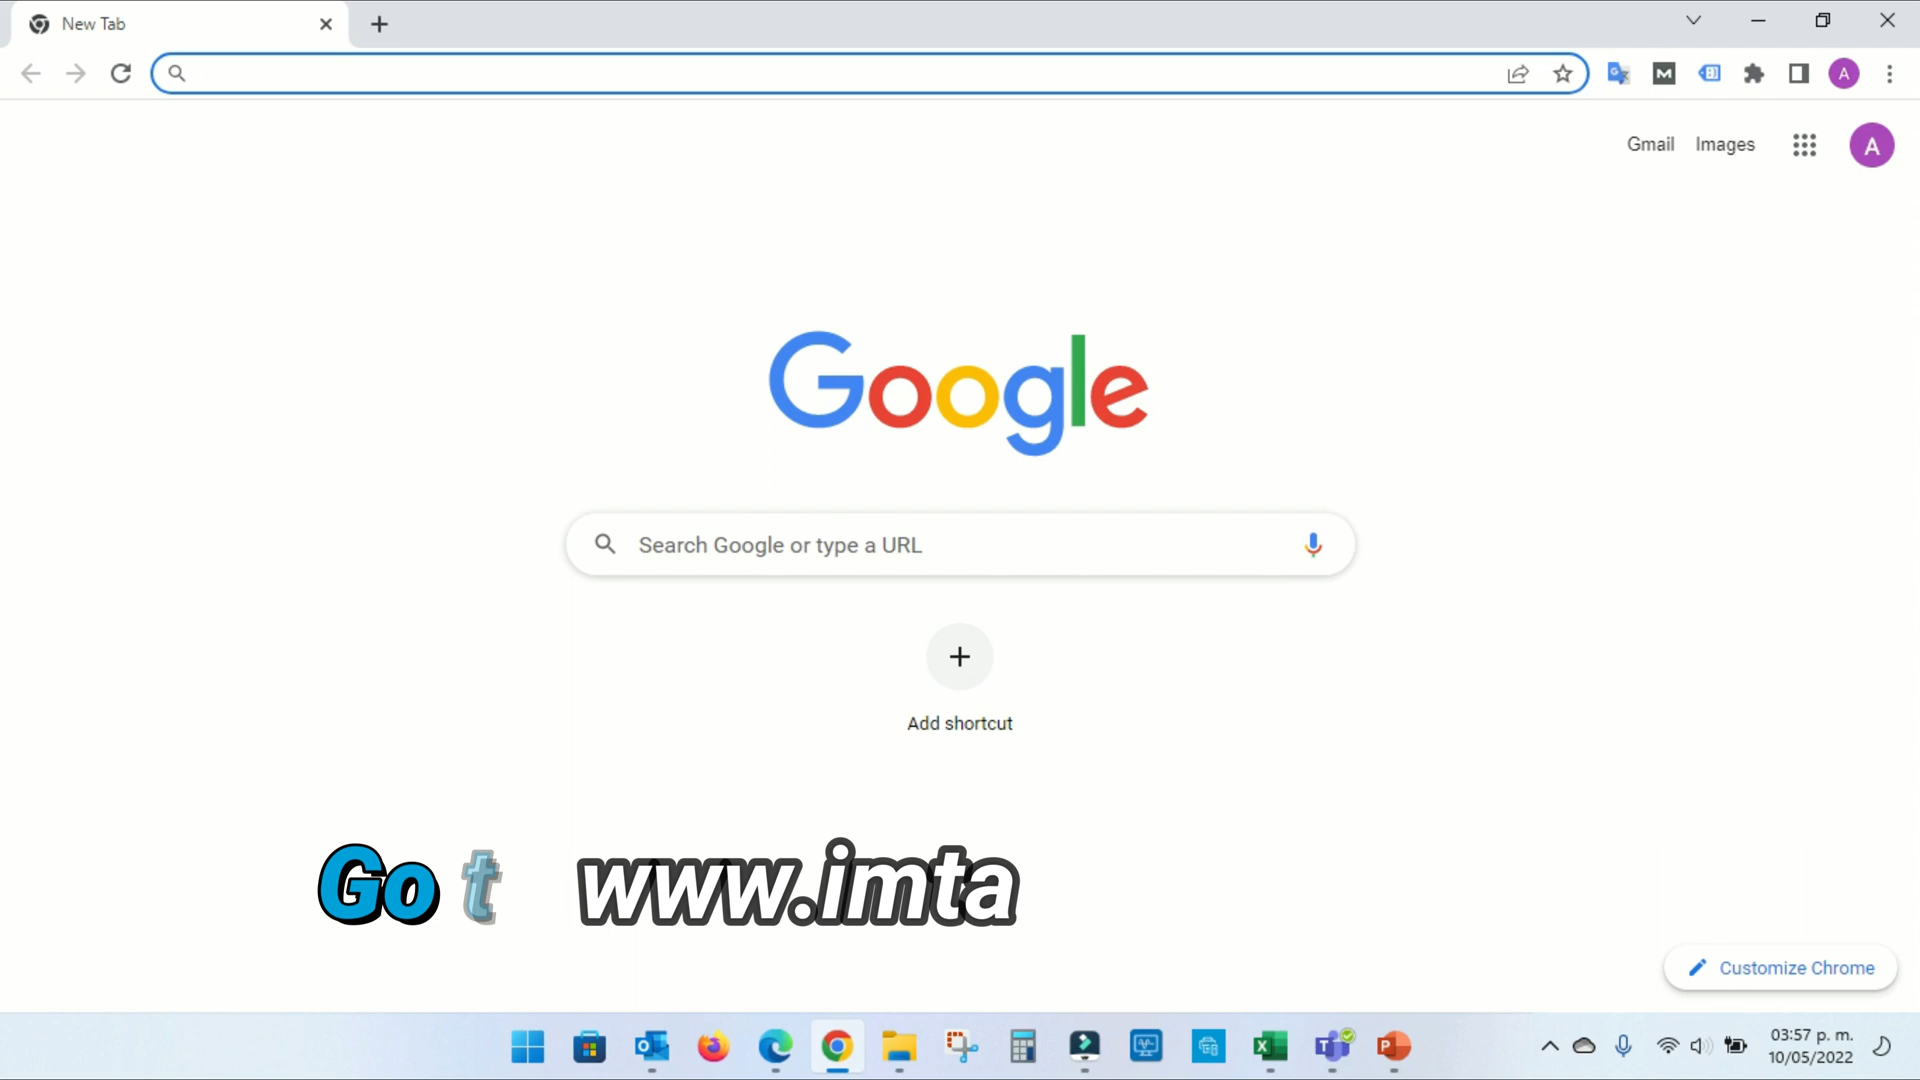 New Tab
A
Gmail
Images
A
Google
Search Google or type a URL
Add shortcut
Go t www.imta
Customize Chrome
03:57 p. m.
10/05/2022